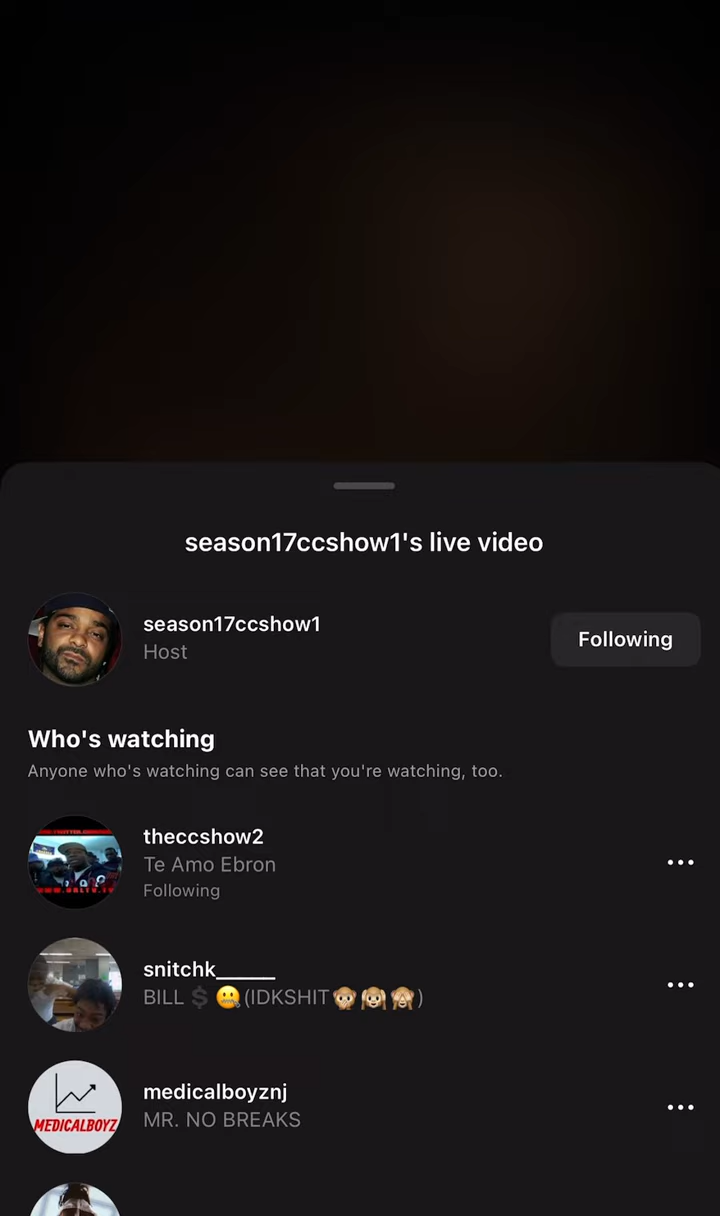 season17ccshow1's live video
season17ccshow1
Host
Following
Who's watching
Anyone who's watching can see that you're watching, too.
theccshow2
Te Amo Ebron
Following
snitchk_____
BILL 💲🤐(IDKSHIT🙊🙉🙈)
medicalboyznj
MR. NO BREAKS
MEDICALBOYZ